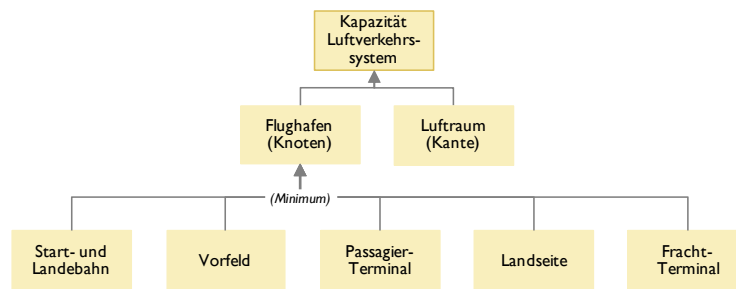 Kapazität
Luftverkehrs-
system
Flughafen
(Knoten)
Luftraum
(Kante)
(Minimum)
Start- und
Landebahn
Vorfeld
Passagier-
Terminal
Landseite
Fracht-
Terminal